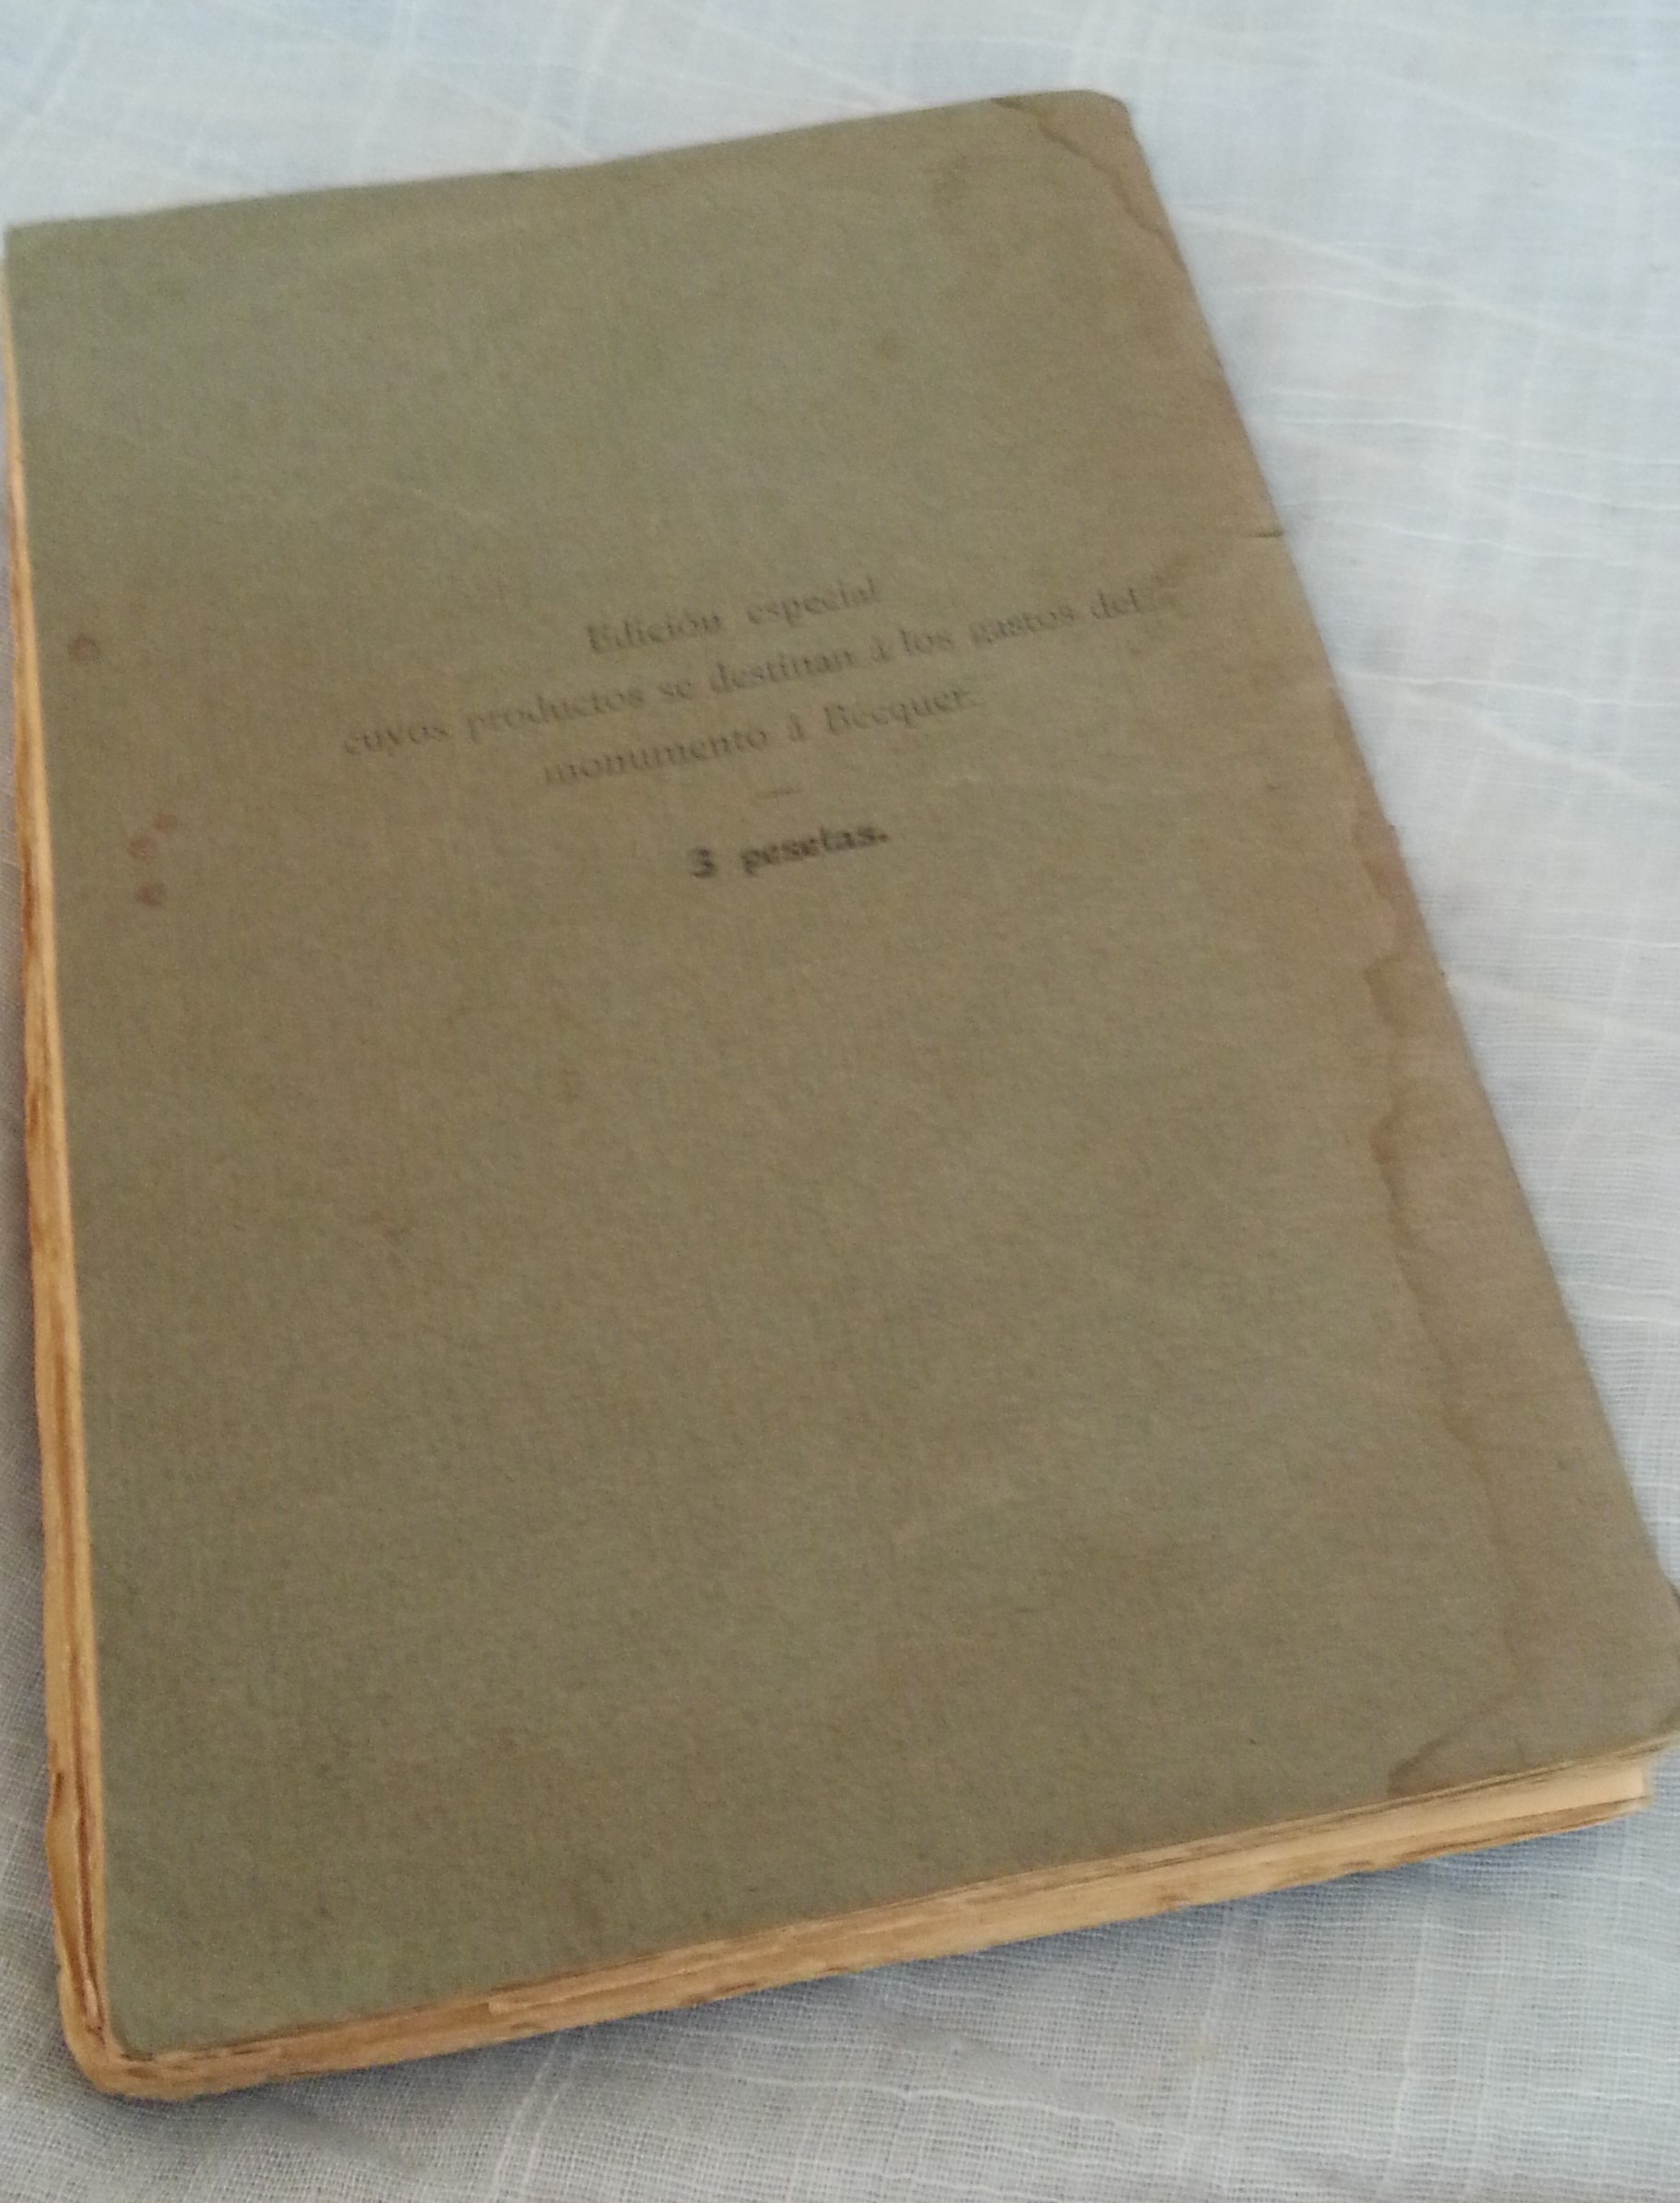 Edición especial
cuyos productos se destinan á los gastos del
monumento á Bécquer.
3 pesetas.